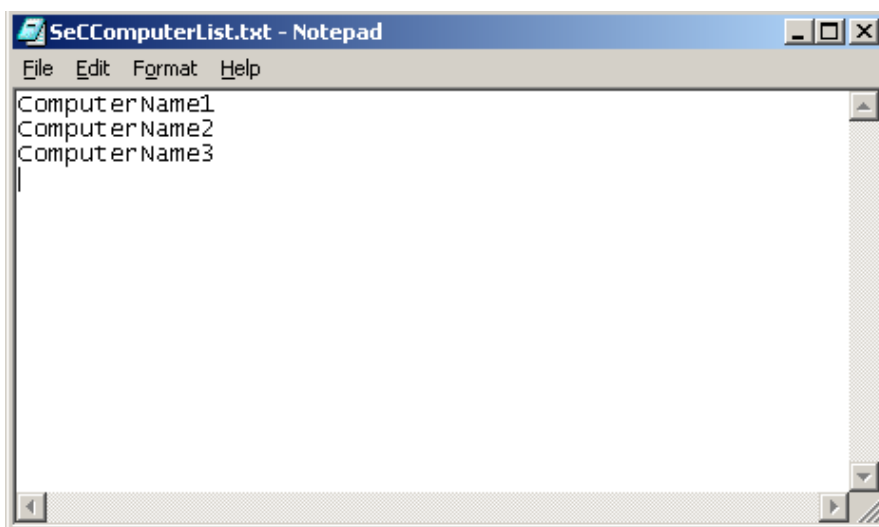 SeCComputerList.txt - Notepad
File Edit Format Help
ComputerName1
ComputerName2
ComputerName3